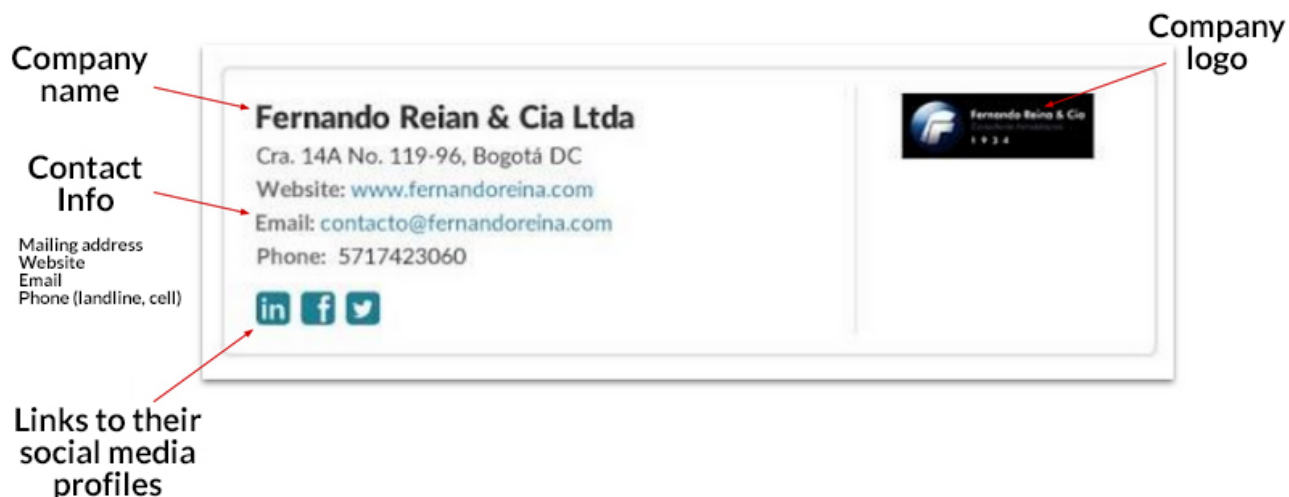 Company
name
Company
logo
Fernando Reian & Cia Ltda
Cra. 14A No. 119-96, Bogotá DC
Website: www.fernandoreina.com
Email: contacto@fernandoreina.com
Phone: 5717423060
in f
Fernando Reina & Cia
1934
Contact
Info
Mailing address
Website
Email
Phone (landline, cell)
Links to their
social media
profiles